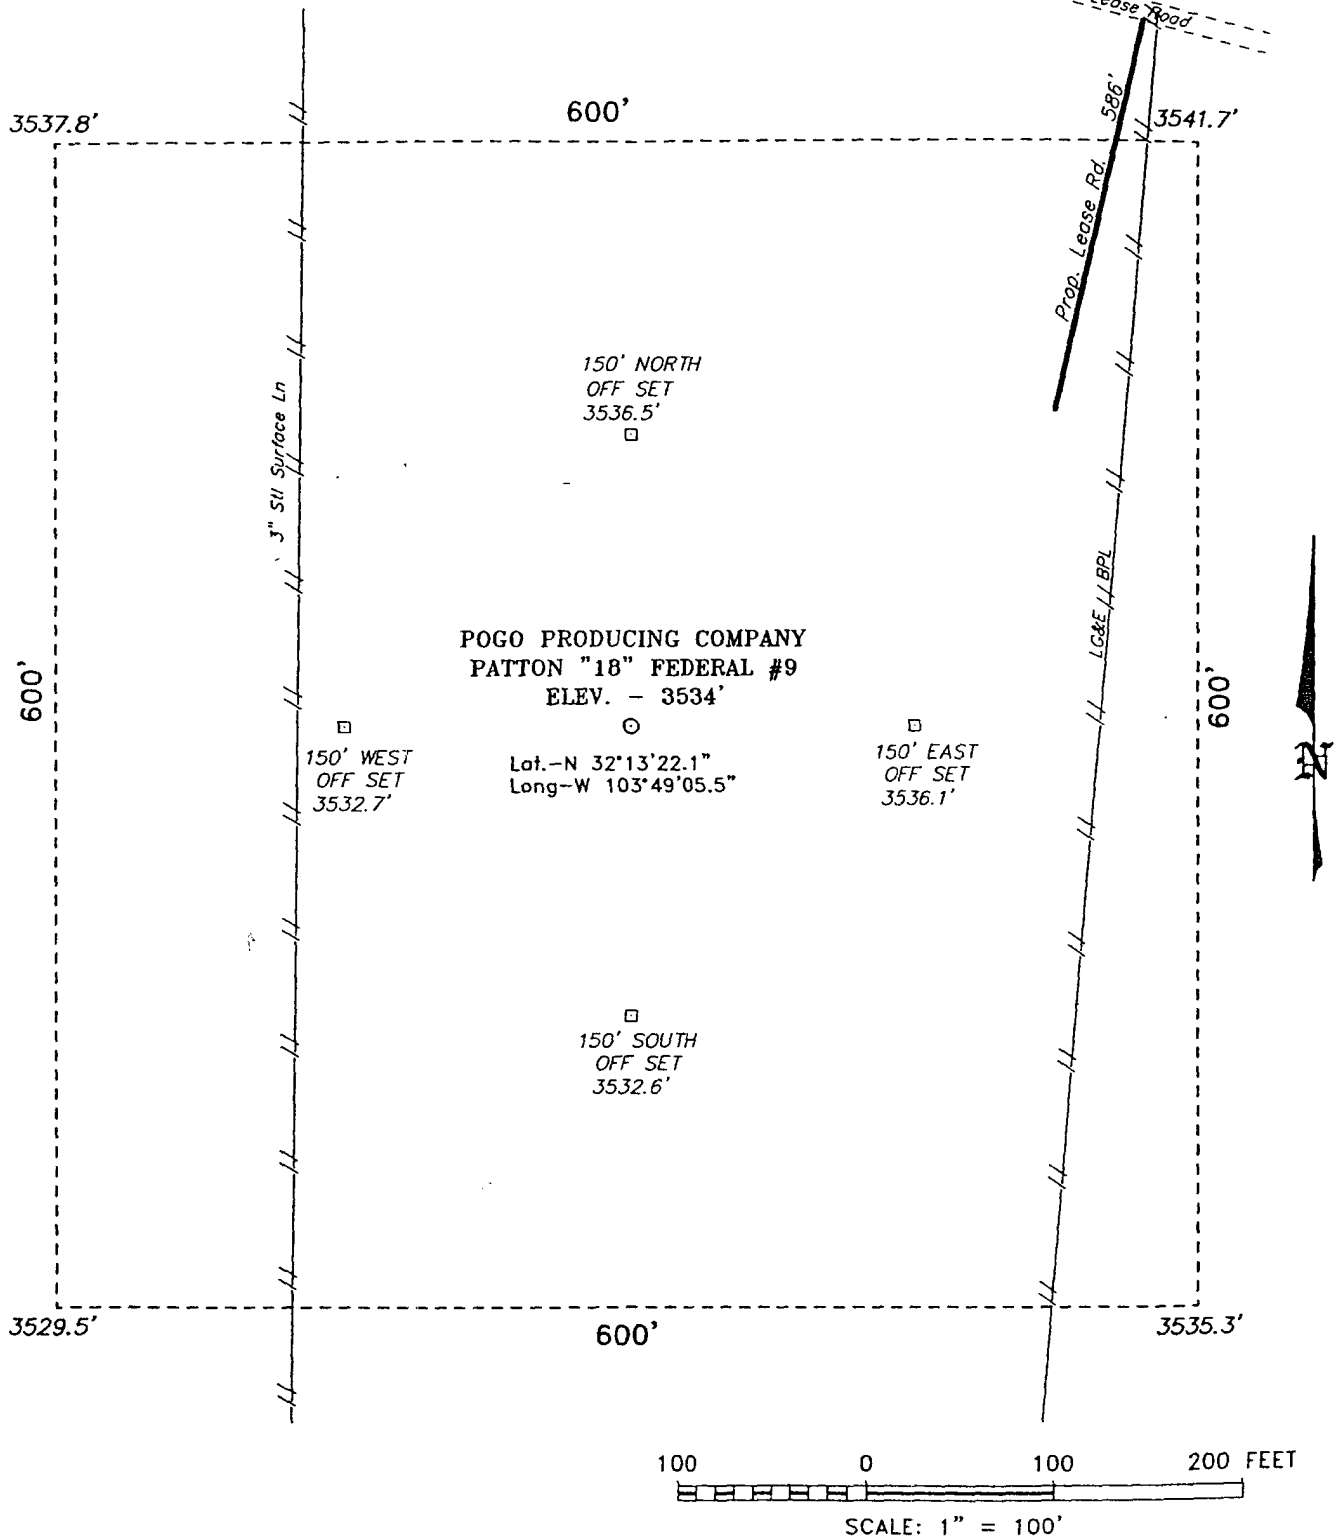 Lease Road
600'
3537.8'
3541.7'
586'
Prop. Lease Rd.
150' NORTH
OFF SET
3536.5'
3" Stl Surface Ln
LG&E
BPL
POGO PRODUCING COMPANY
PATTON "18" FEDERAL #9
ELEV. - 3534'
600'
600'
150' WEST
OFF SET
3532.7'
Lat.-N 32°13'22.1"
Long-W 103°49'05.5"
150' EAST
OFF SET
3536.1'
N
150' SOUTH
OFF SET
3532.6'
3529.5'
600'
3535.3'
100 0 100 200 FEET
SCALE: 1" = 100'